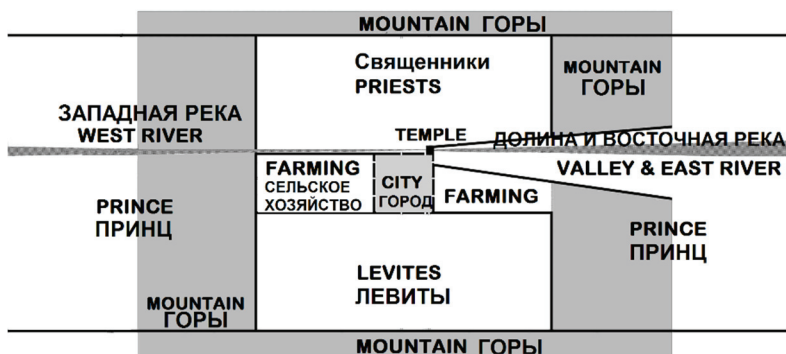 MOUNTAIN ГОРЫ
Священники
PRIESTS
MOUNTAIN
ГОРЫ
ЗАПАДНАЯ РЕКА
WEST RIVER
TEMPLE
ДОЛИНА И ВОСТОЧНАЯ РЕКА
VALLEY & EAST RIVER
FARMING
СЕЛЬСКОЕ
ХОЗЯЙСТВО
CITY
ГОРОД
FARMING
PRINCE
ПРИНЦ
PRINCE
ПРИНЦ
LEVITES
ЛЕВИТЫ
MOUNTAIN
ГОРЫ
MOUNTAIN ГОРЫ